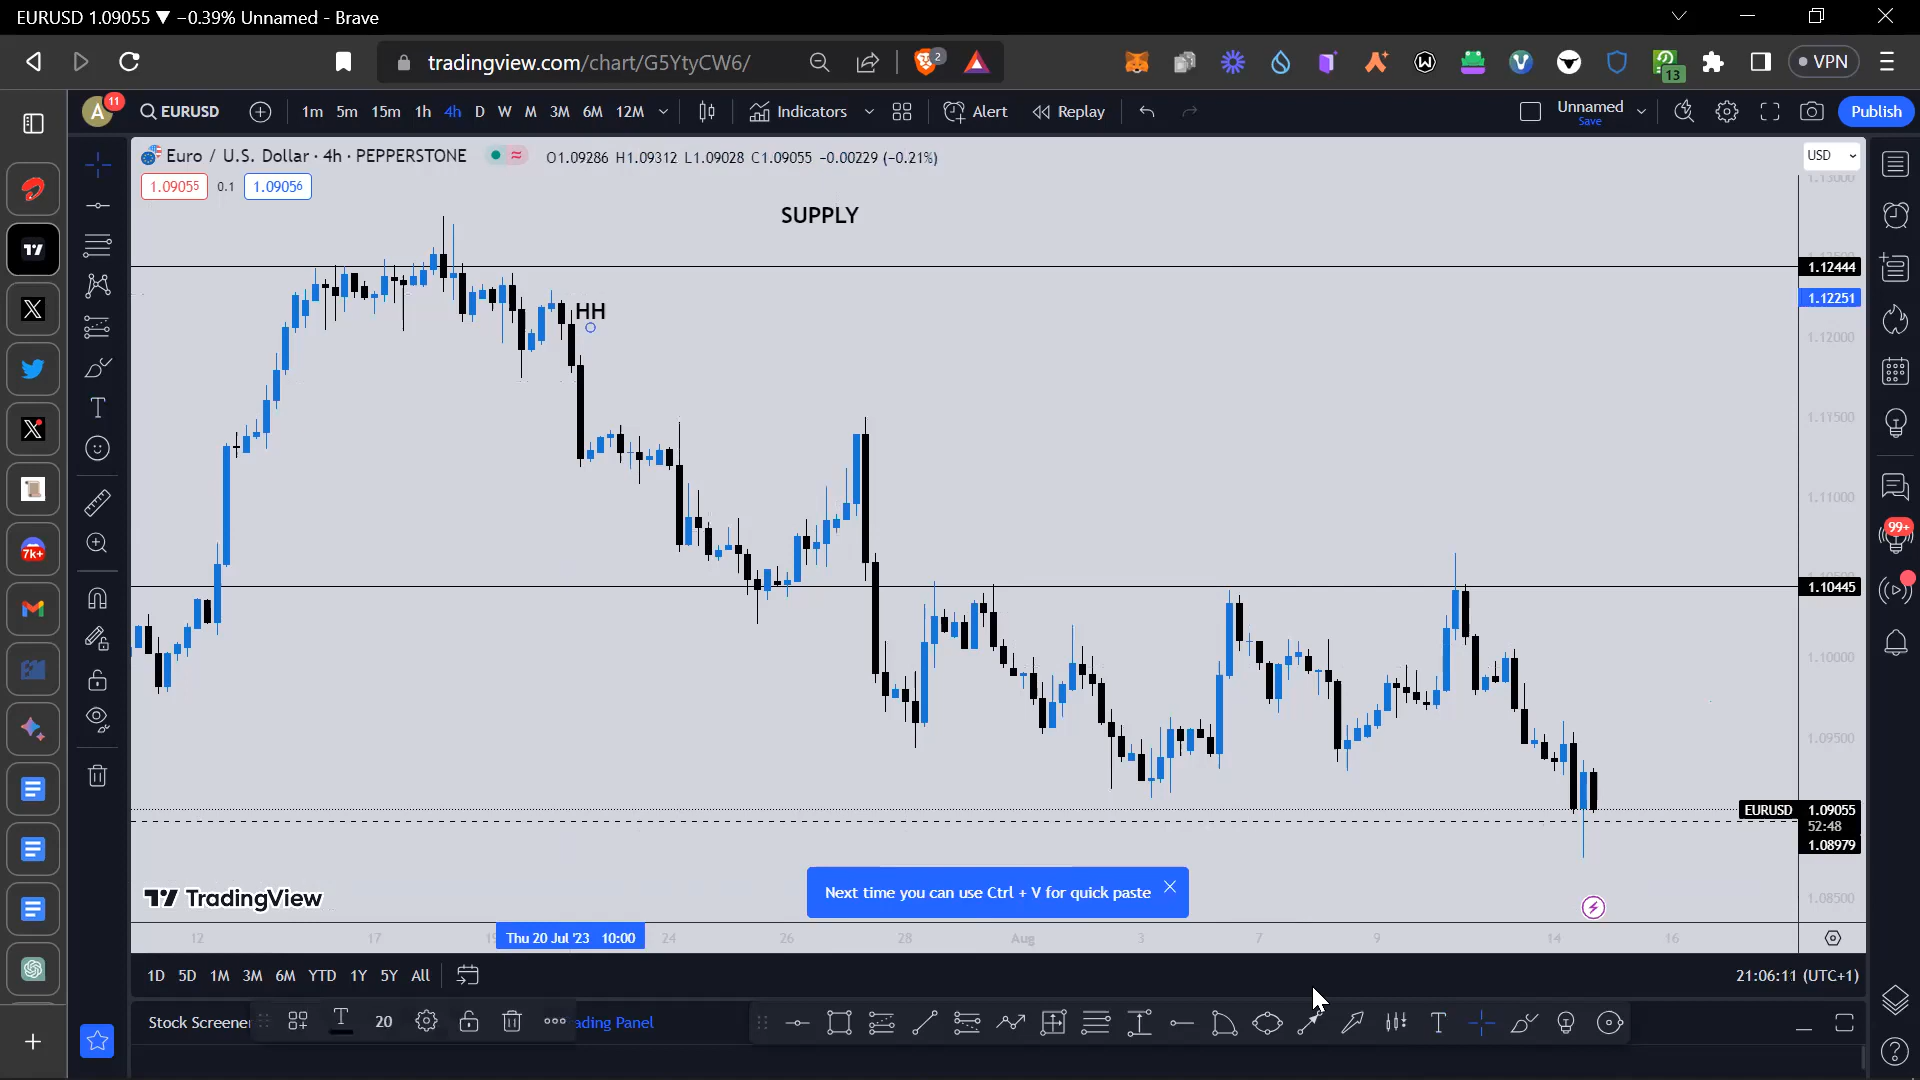 EURUSD 1.09055 ▼ −0.39% Unnamed - Brave
tradingview.com/chart/G5YtyCW6/
2
13
VPN
A
11
EURUSD
1m 5m 15m 1h 4h D W M 3M 6M 12M
Indicators
Alert
Replay
Unnamed
Save
Publish
Euro / U.S. Dollar · 4h · PEPPERSTONE
O1.09286 H1.09312 L1.09028 C1.09055 −0.00229 (−0.21%)
USD
1.09055 0.1 1.09056
1.13000
SUPPLY
1.12444
1.12251
HH
1.12000
1.11500
1.11000
99+
7k+
1.10445
1.10000
1.09500
EURUSD 1.09055
52:48
1.08979
Next time you can use Ctrl + V for quick paste
TradingView
1.08500
12 17 Thu 20 Jul '23 10:00 24 26 28 Aug 3 7 9 14 16
1D 5D 1M 3M 6M YTD 1Y 5Y All
21:06:11 (UTC+1)
Stock Screener
T 20
ading Panel